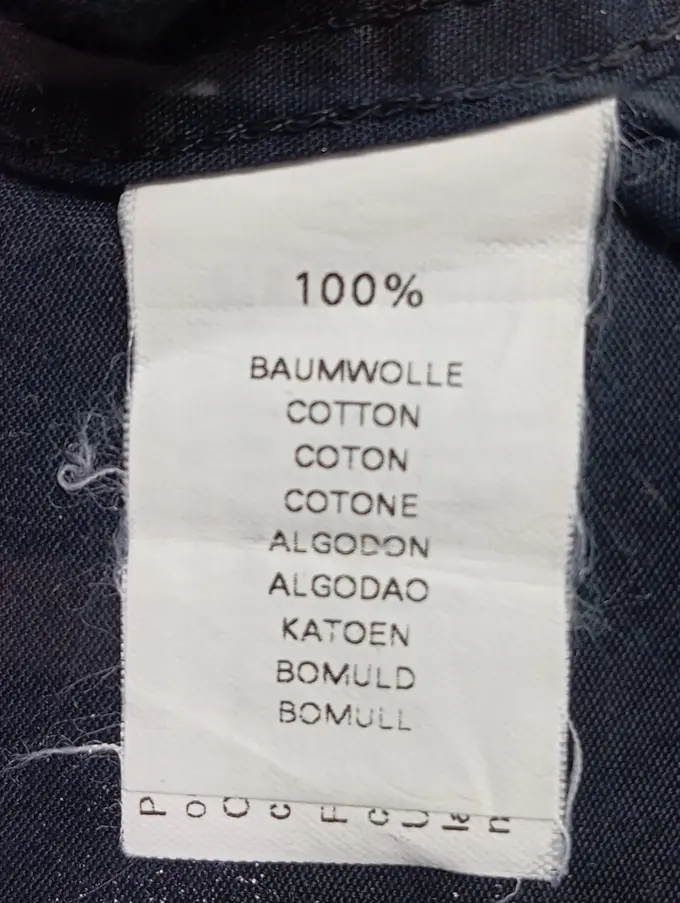 100%
BAUMWOLLE
COTTON
COTON
COTONE
ALGODON
ALGODAO
KATOEN
BOMULD
BOMULL